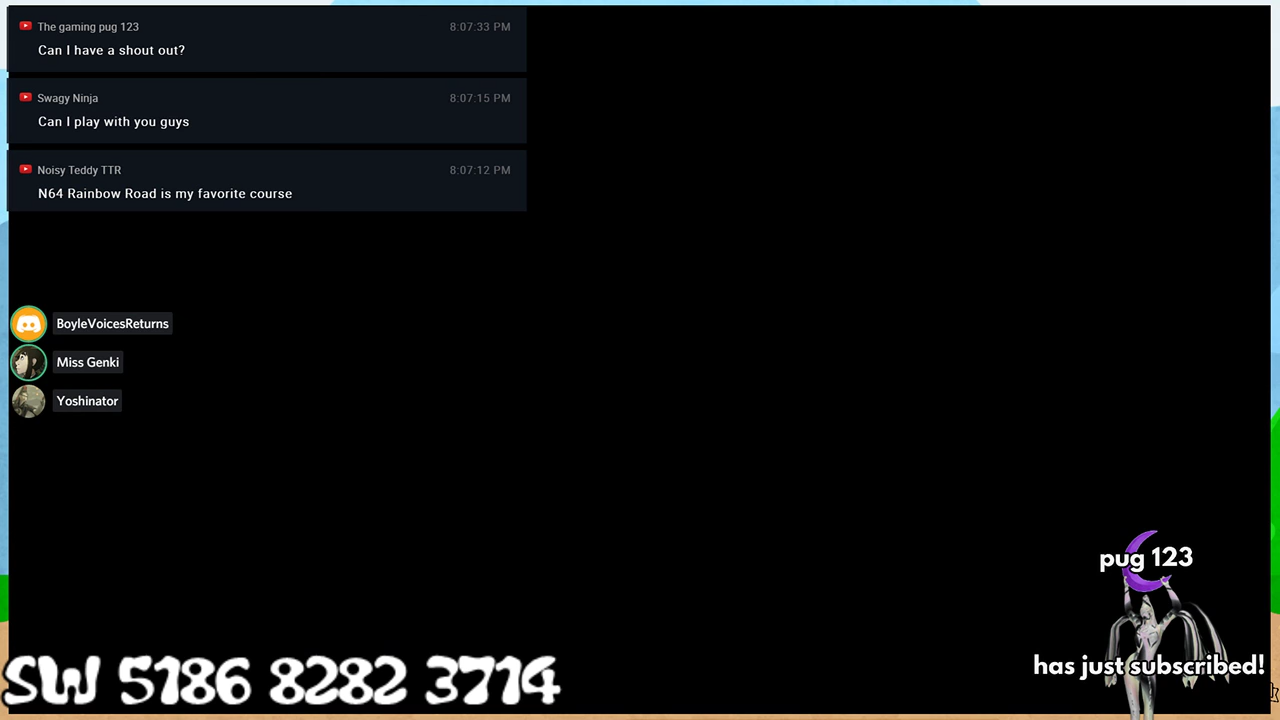 The gaming pug 123 8:07:33 PM
Can I have a shout out?
Swagy Ninja 8:07:15 PM
Can I play with you guys
Noisy Teddy TTR 8:07:12 PM
N64 Rainbow Road is my favorite course
BoyleVoicesReturns
Miss Genki
Yoshinator
pug 123
has just subscribed!
SW 5186 8282 3714